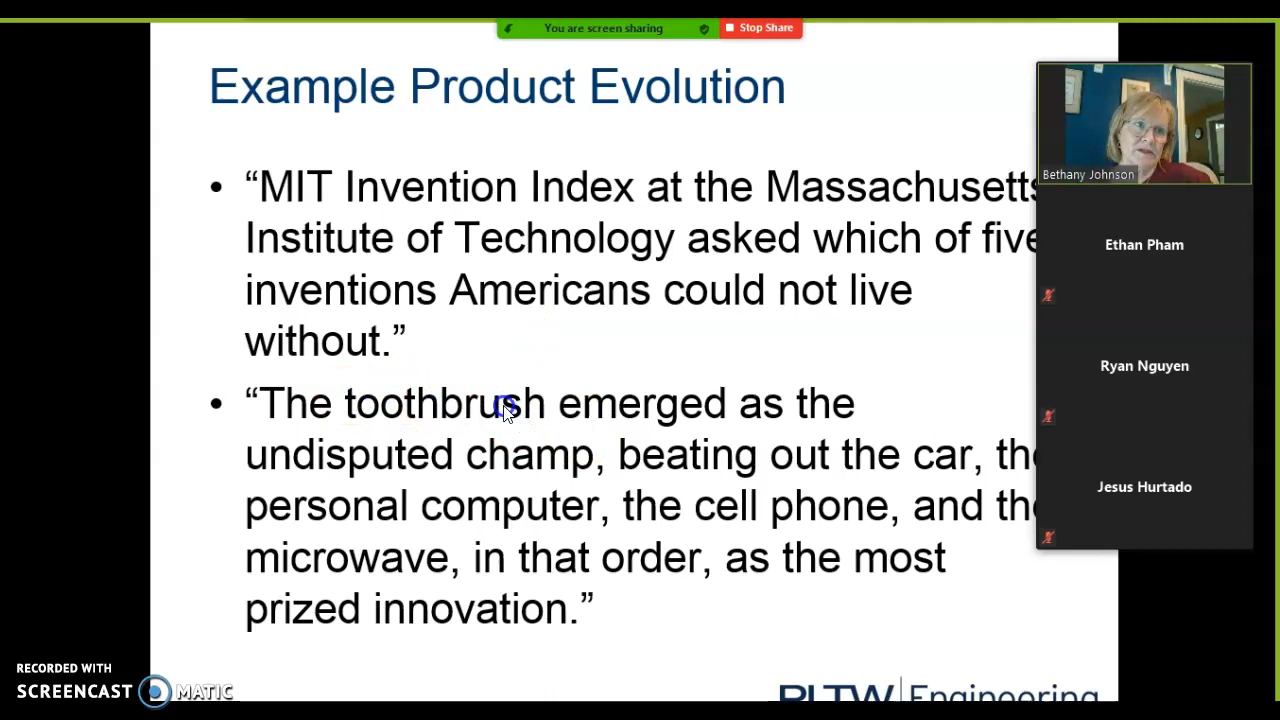 You are screen sharing
Stop Share
Example Product Evolution
• “MIT Invention Index at the Massachusetts
Institute of Technology asked which of five
inventions Americans could not live
without.”
• “The toothbrush emerged as the
undisputed champ, beating out the car, the
personal computer, the cell phone, and the
microwave, in that order, as the most
prized innovation.”
PLTW Engineering
Bethany Johnson
Ethan Pham
Ryan Nguyen
Jesus Hurtado
RECORDED WITH
SCREENCAST MATIC